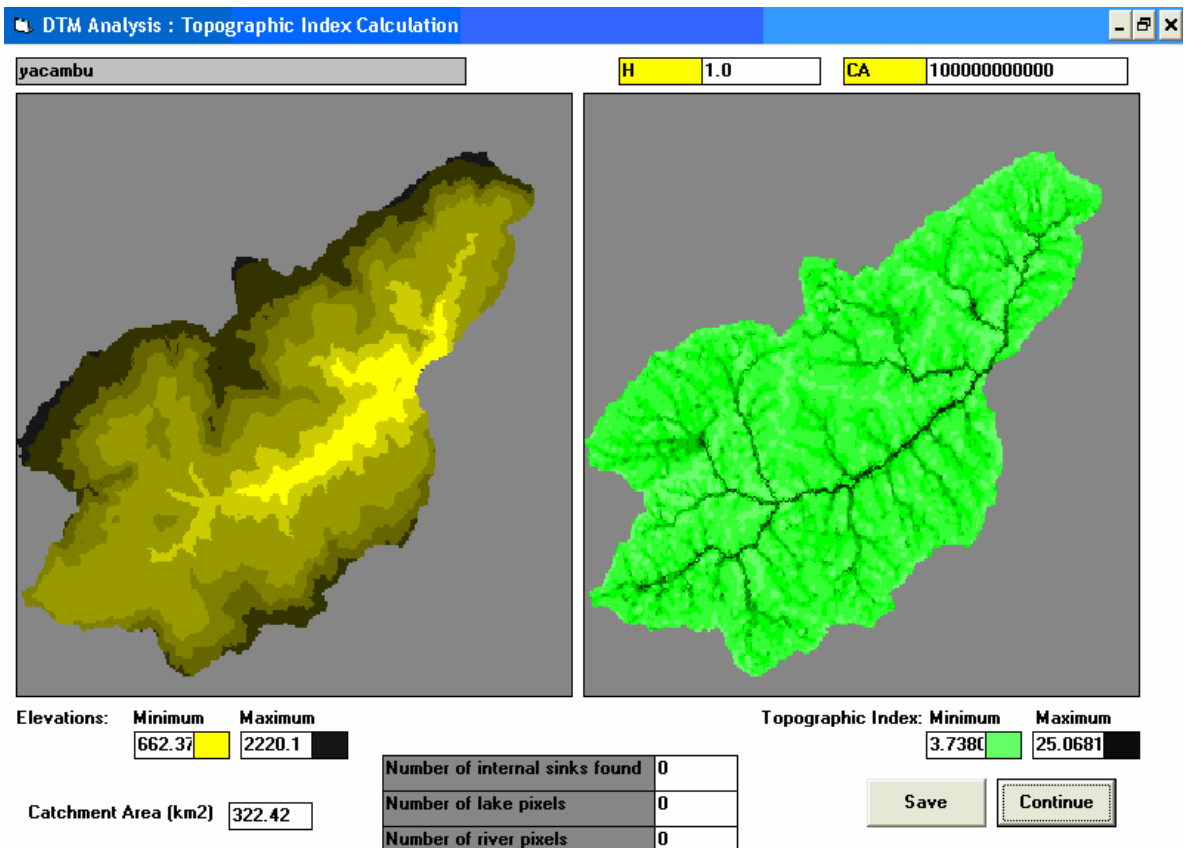 DTM Analysis : Topographic Index Calculation
yacambu H 1.0 CA 100000000000
Elevations: Minimum Maximum Topographic Index: Minimum Maximum
662.37 2220.1 3.7380 25.0681
Number of internal sinks found 0
Catchment Area (km2) 322.42 Number of lake pixels 0 Save Continue
Number of river pixels 0